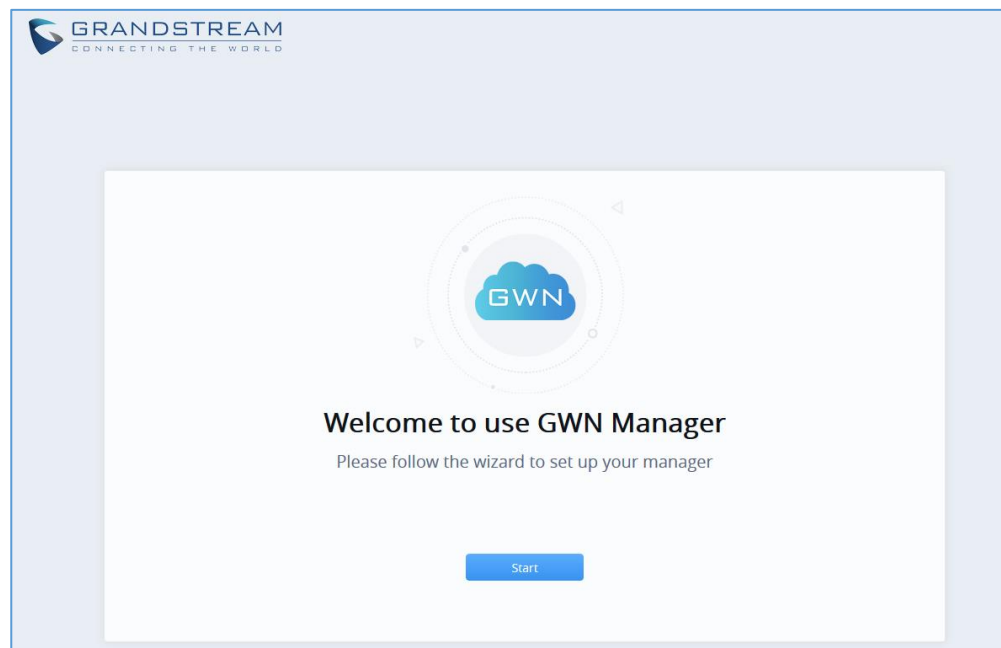 GRANDSTREAM
CONNECTING THE WORLD
GWN
Welcome to use GWN Manager
Please follow the wizard to set up your manager
Start